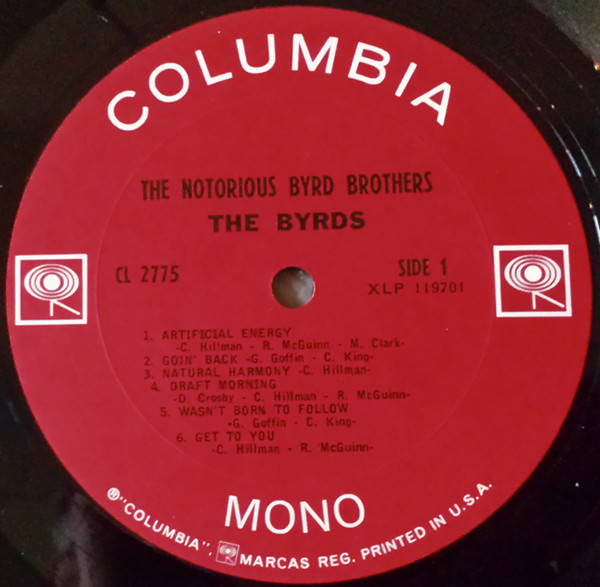 COLUMBIA
THE NOTORIOUS BYRD BROTHERS
THE BYRDS
CL 2775
SIDE 1
XLP 119701
1. ARTIFICIAL ENERGY
-C. Hillman - R. McGuinn - M. Clark-
2. GOIN' BACK -G. Goffin - C. King-
3. NATURAL HARMONY -C. Hillman-
4. DRAFT MORNING
-D. Crosby - C. Hillman - R. McGuinn-
5. WASN'T BORN TO FOLLOW
-G. Goffin - C. King-
6. GET TO YOU
-C. Hillman - R. McGuinn-
MONO
®"COLUMBIA", MARCAS REG. PRINTED IN U.S.A.